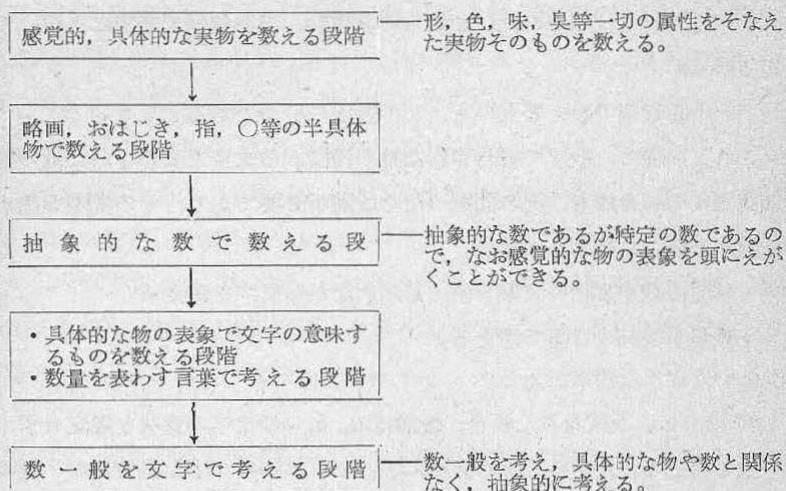 感覚的，具体的な実物を数える段階
形，色，味，臭等一切の属性をそなえ
た実物そのものを数える。
略画，おはじき，指，○等の半具体
物で数える段階
抽象的な数で数える段
抽象的な数であるが特定の数であるの
で，なお感覚的な物の表象を頭にえが
くことができる。
・具体的な物の表象で文字の意味す
るものを数える段階
・数量を表わす言葉で考える段階
数一般を文字で考える段階
数一般を考え，具体的な物や数と関係
なく，抽象的に考える。